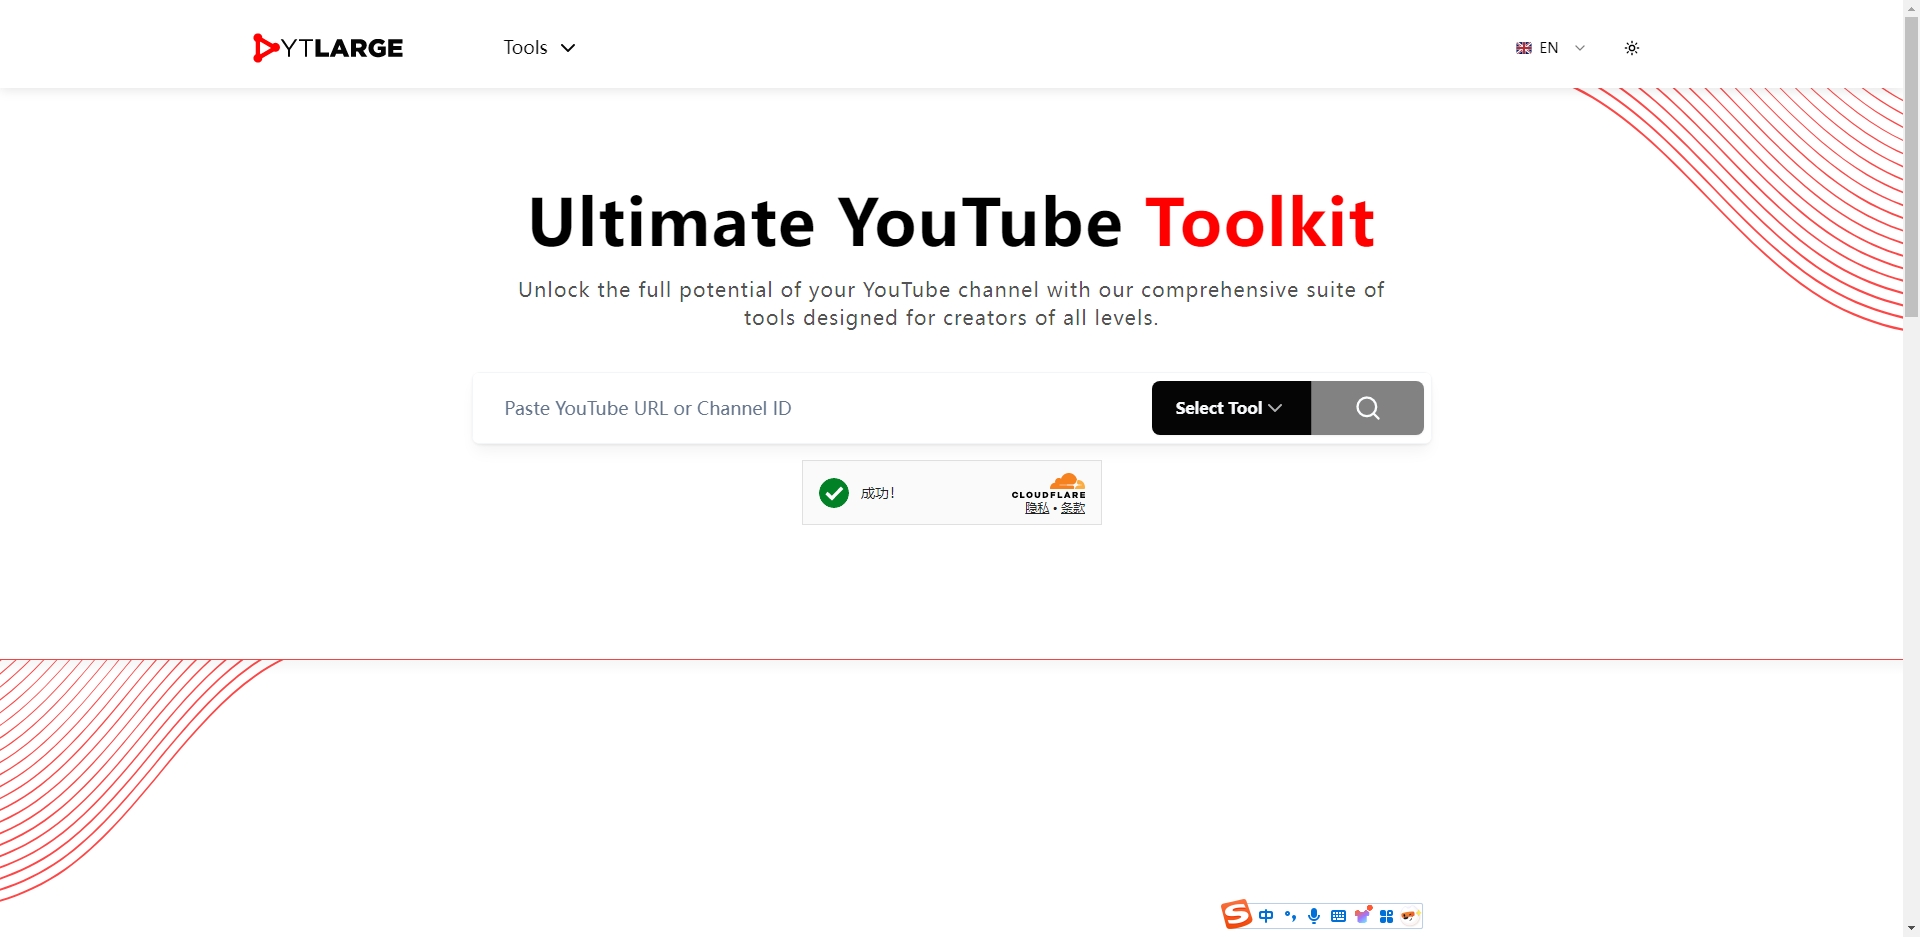 YTLARGE
Tools
EN
Ultimate YouTube Toolkit
Unlock the full potential of your YouTube channel with our comprehensive suite of
tools designed for creators of all levels.
Paste YouTube URL or Channel ID
Select Tool
成功!
CLOUDFLARE
隐私 • 条款
S 中